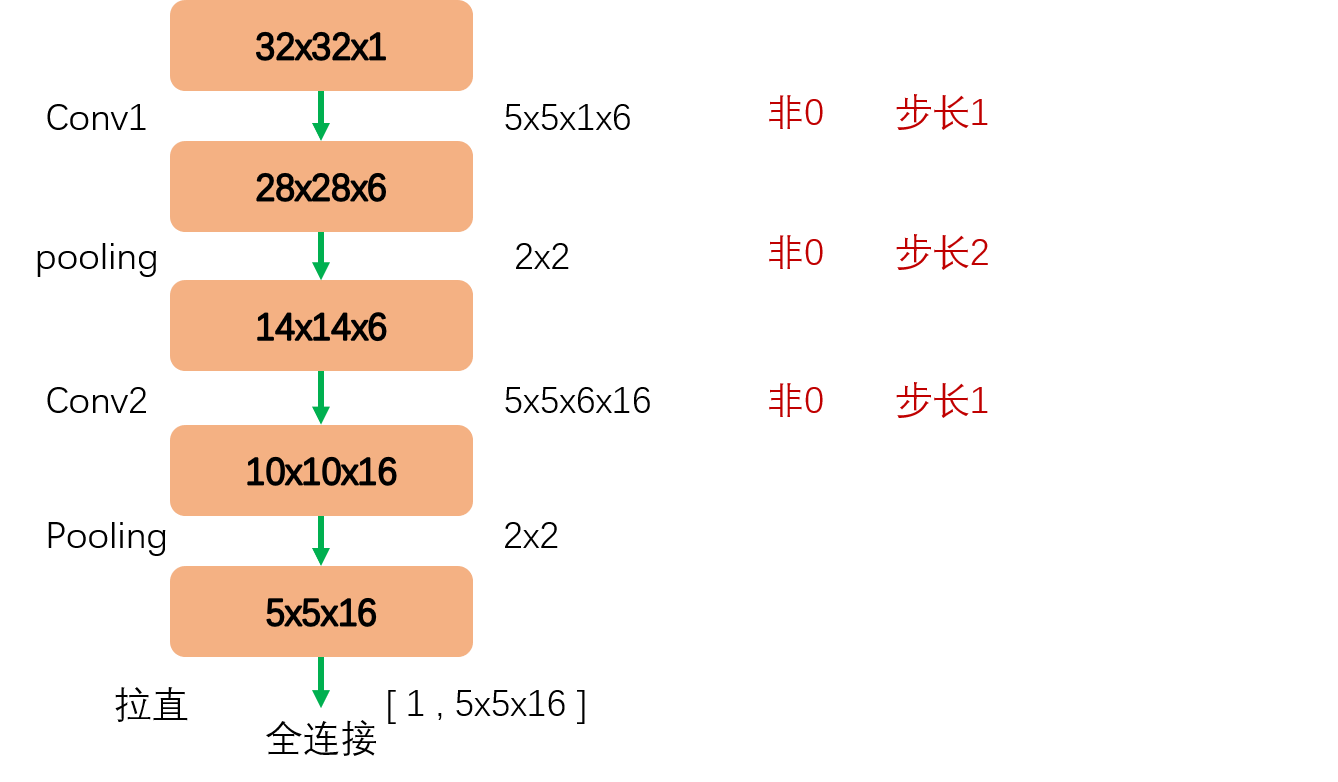 32x32x1
Conv1 5x5x1x6 非0 步长1
28x28x6
pooling 2x2 非0 步长2
14x14x6
Conv2 5x5x6x16 非0 步长1
10x10x16
Pooling 2x2
5x5x16
拉直 [ 1 , 5x5x16 ]
全连接